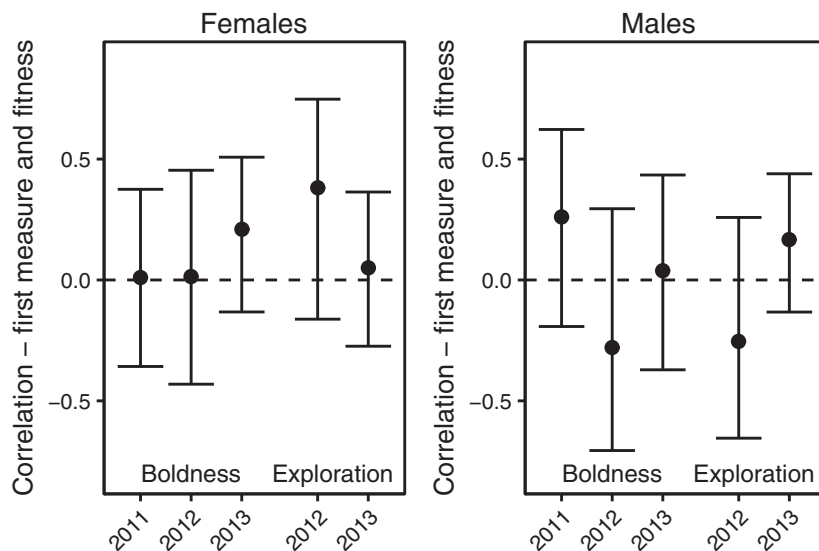 Females
Correlation – first measure and fitness
0.5
0.0
−0.5
Boldness
Exploration
2011
2012
2013
2012
2013
Males
Correlation – first measure and fitness
0.5
0.0
−0.5
Boldness
Exploration
2011
2012
2013
2012
2013